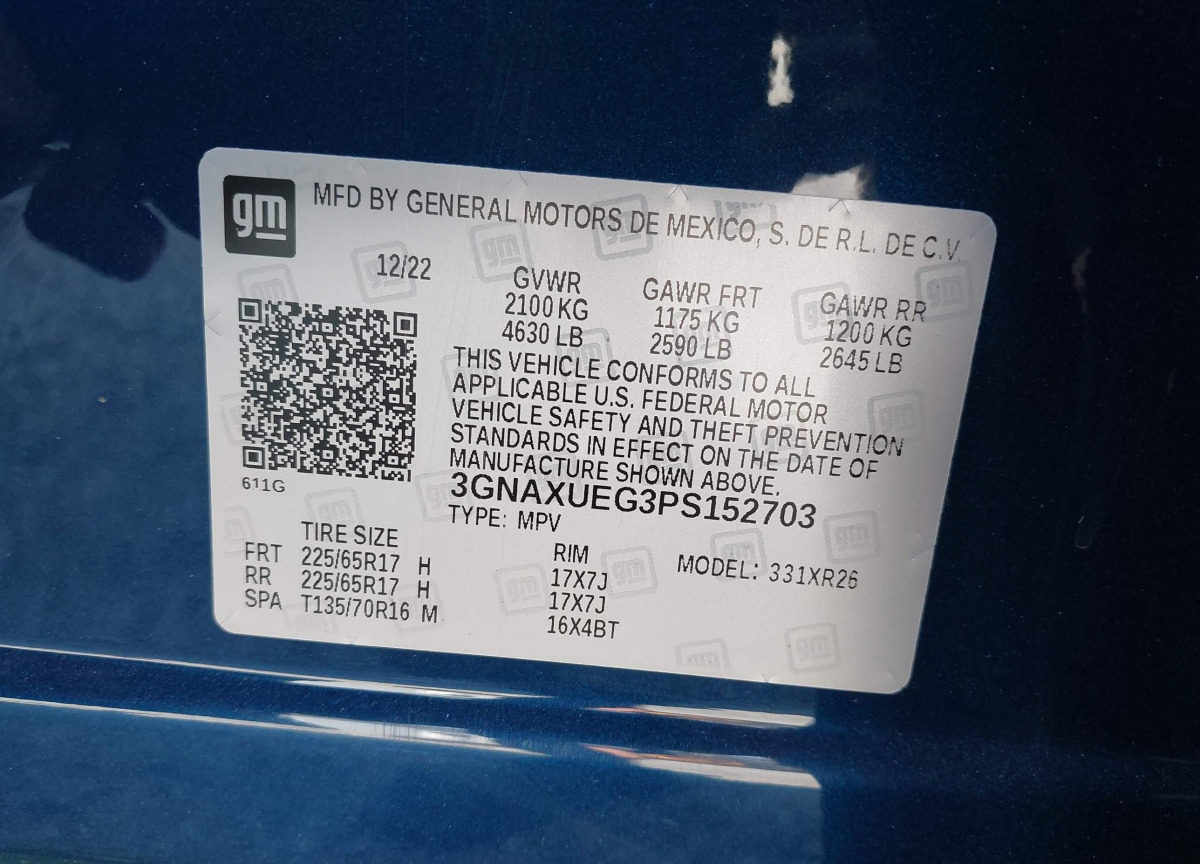 gm MFD BY GENERAL MOTORS DE MEXICO, S. DE R.L. DE C.V.
12/22 GVWR GAWR FRT GAWR RR
2100 KG 1175 KG 1200 KG
4630 LB 2590 LB 2645 LB
THIS VEHICLE CONFORMS TO ALL
APPLICABLE U.S. FEDERAL MOTOR
VEHICLE SAFETY AND THEFT PREVENTION
STANDARDS IN EFFECT ON THE DATE OF
MANUFACTURE SHOWN ABOVE.
611G
3GNAXUEG3PS152703
TYPE: MPV
TIRE SIZE RIM MODEL: 331XR26
FRT 225/65R17 H 17X7J
RR 225/65R17 H 17X7J
SPA T135/70R16 M 16X4BT